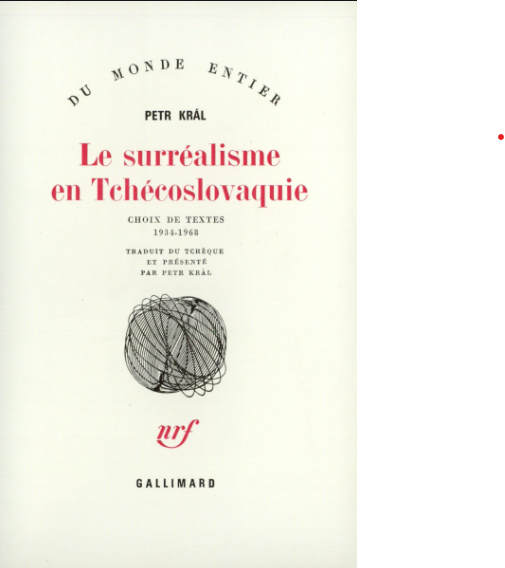 DU MONDE ENTIER
PETR KRÁL
Le surréalisme
en Tchécoslovaquie
CHOIX DE TEXTES
1934-1968
TRADUIT DU TCHÈQUE
ET PRÉSENTÉ
PAR PETR KRÁL
nrf
GALLIMARD